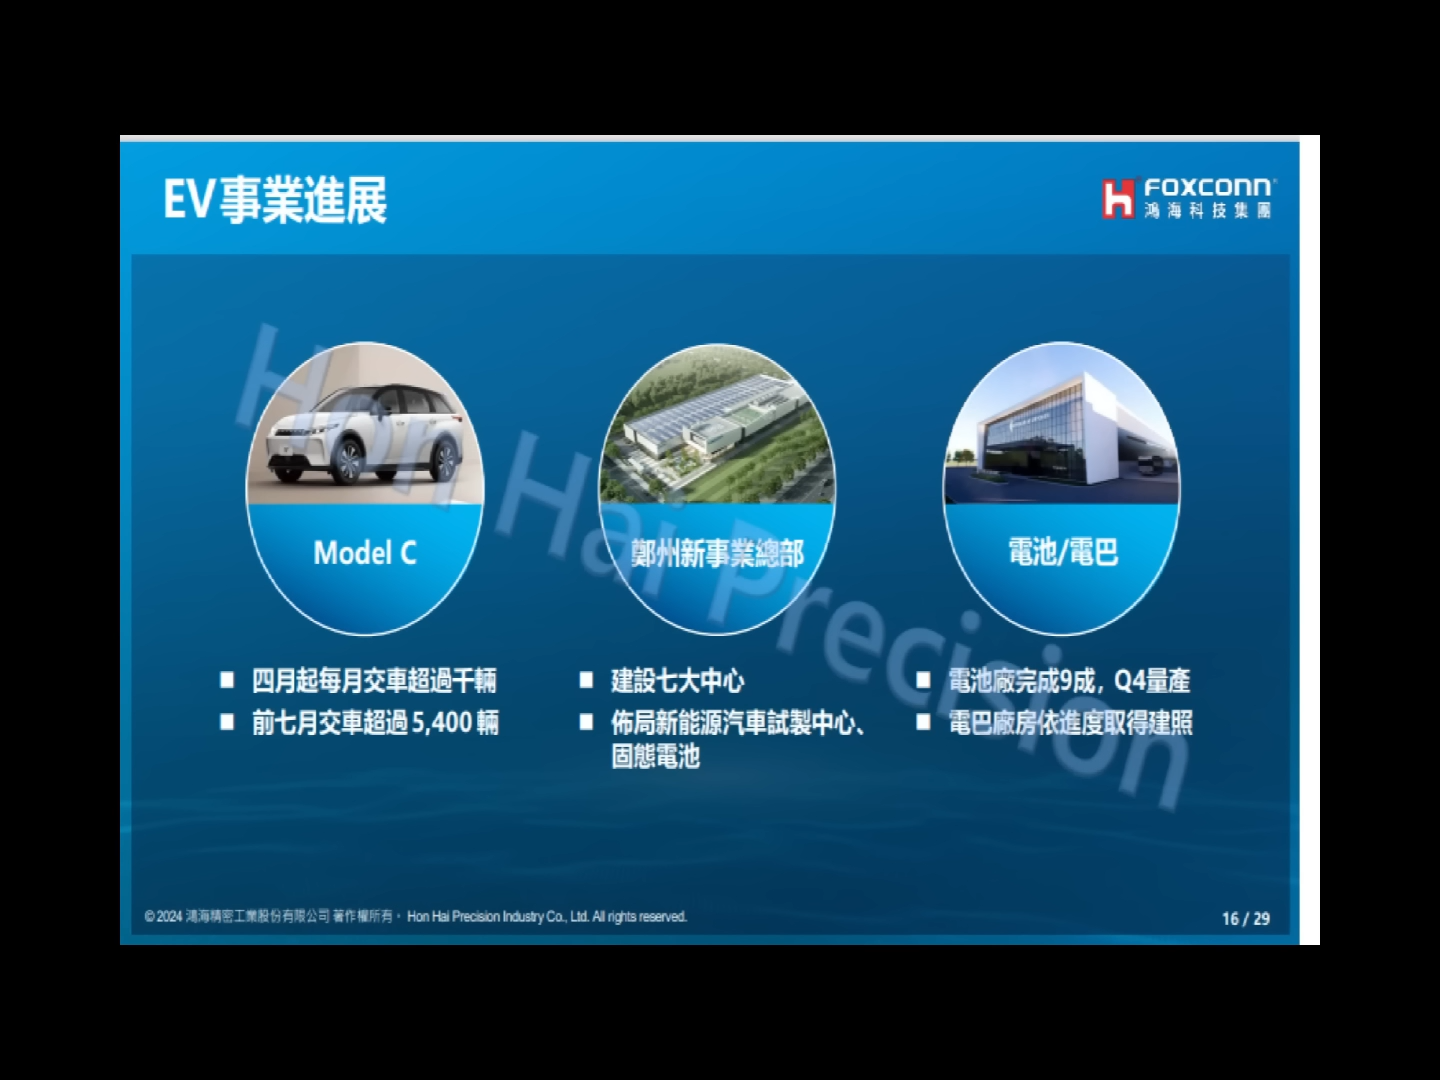 EV事業進展
FOXCONN
鴻海科技集團
Model C
鄭州新事業總部
電池/電巴
■ 四月起每月交車超過千輛
■ 前七月交車超過5,400輛
■ 建設七大中心
■ 佈局新能源汽車試製中心、
固態電池
■ 電池廠完成9成，Q4量產
■ 電巴廠房依進度取得建照
Hon Hai Precision
© 2024 鴻海精密工業股份有限公司 著作權所有。 Hon Hai Precision Industry Co., Ltd. All rights reserved.
16 / 29